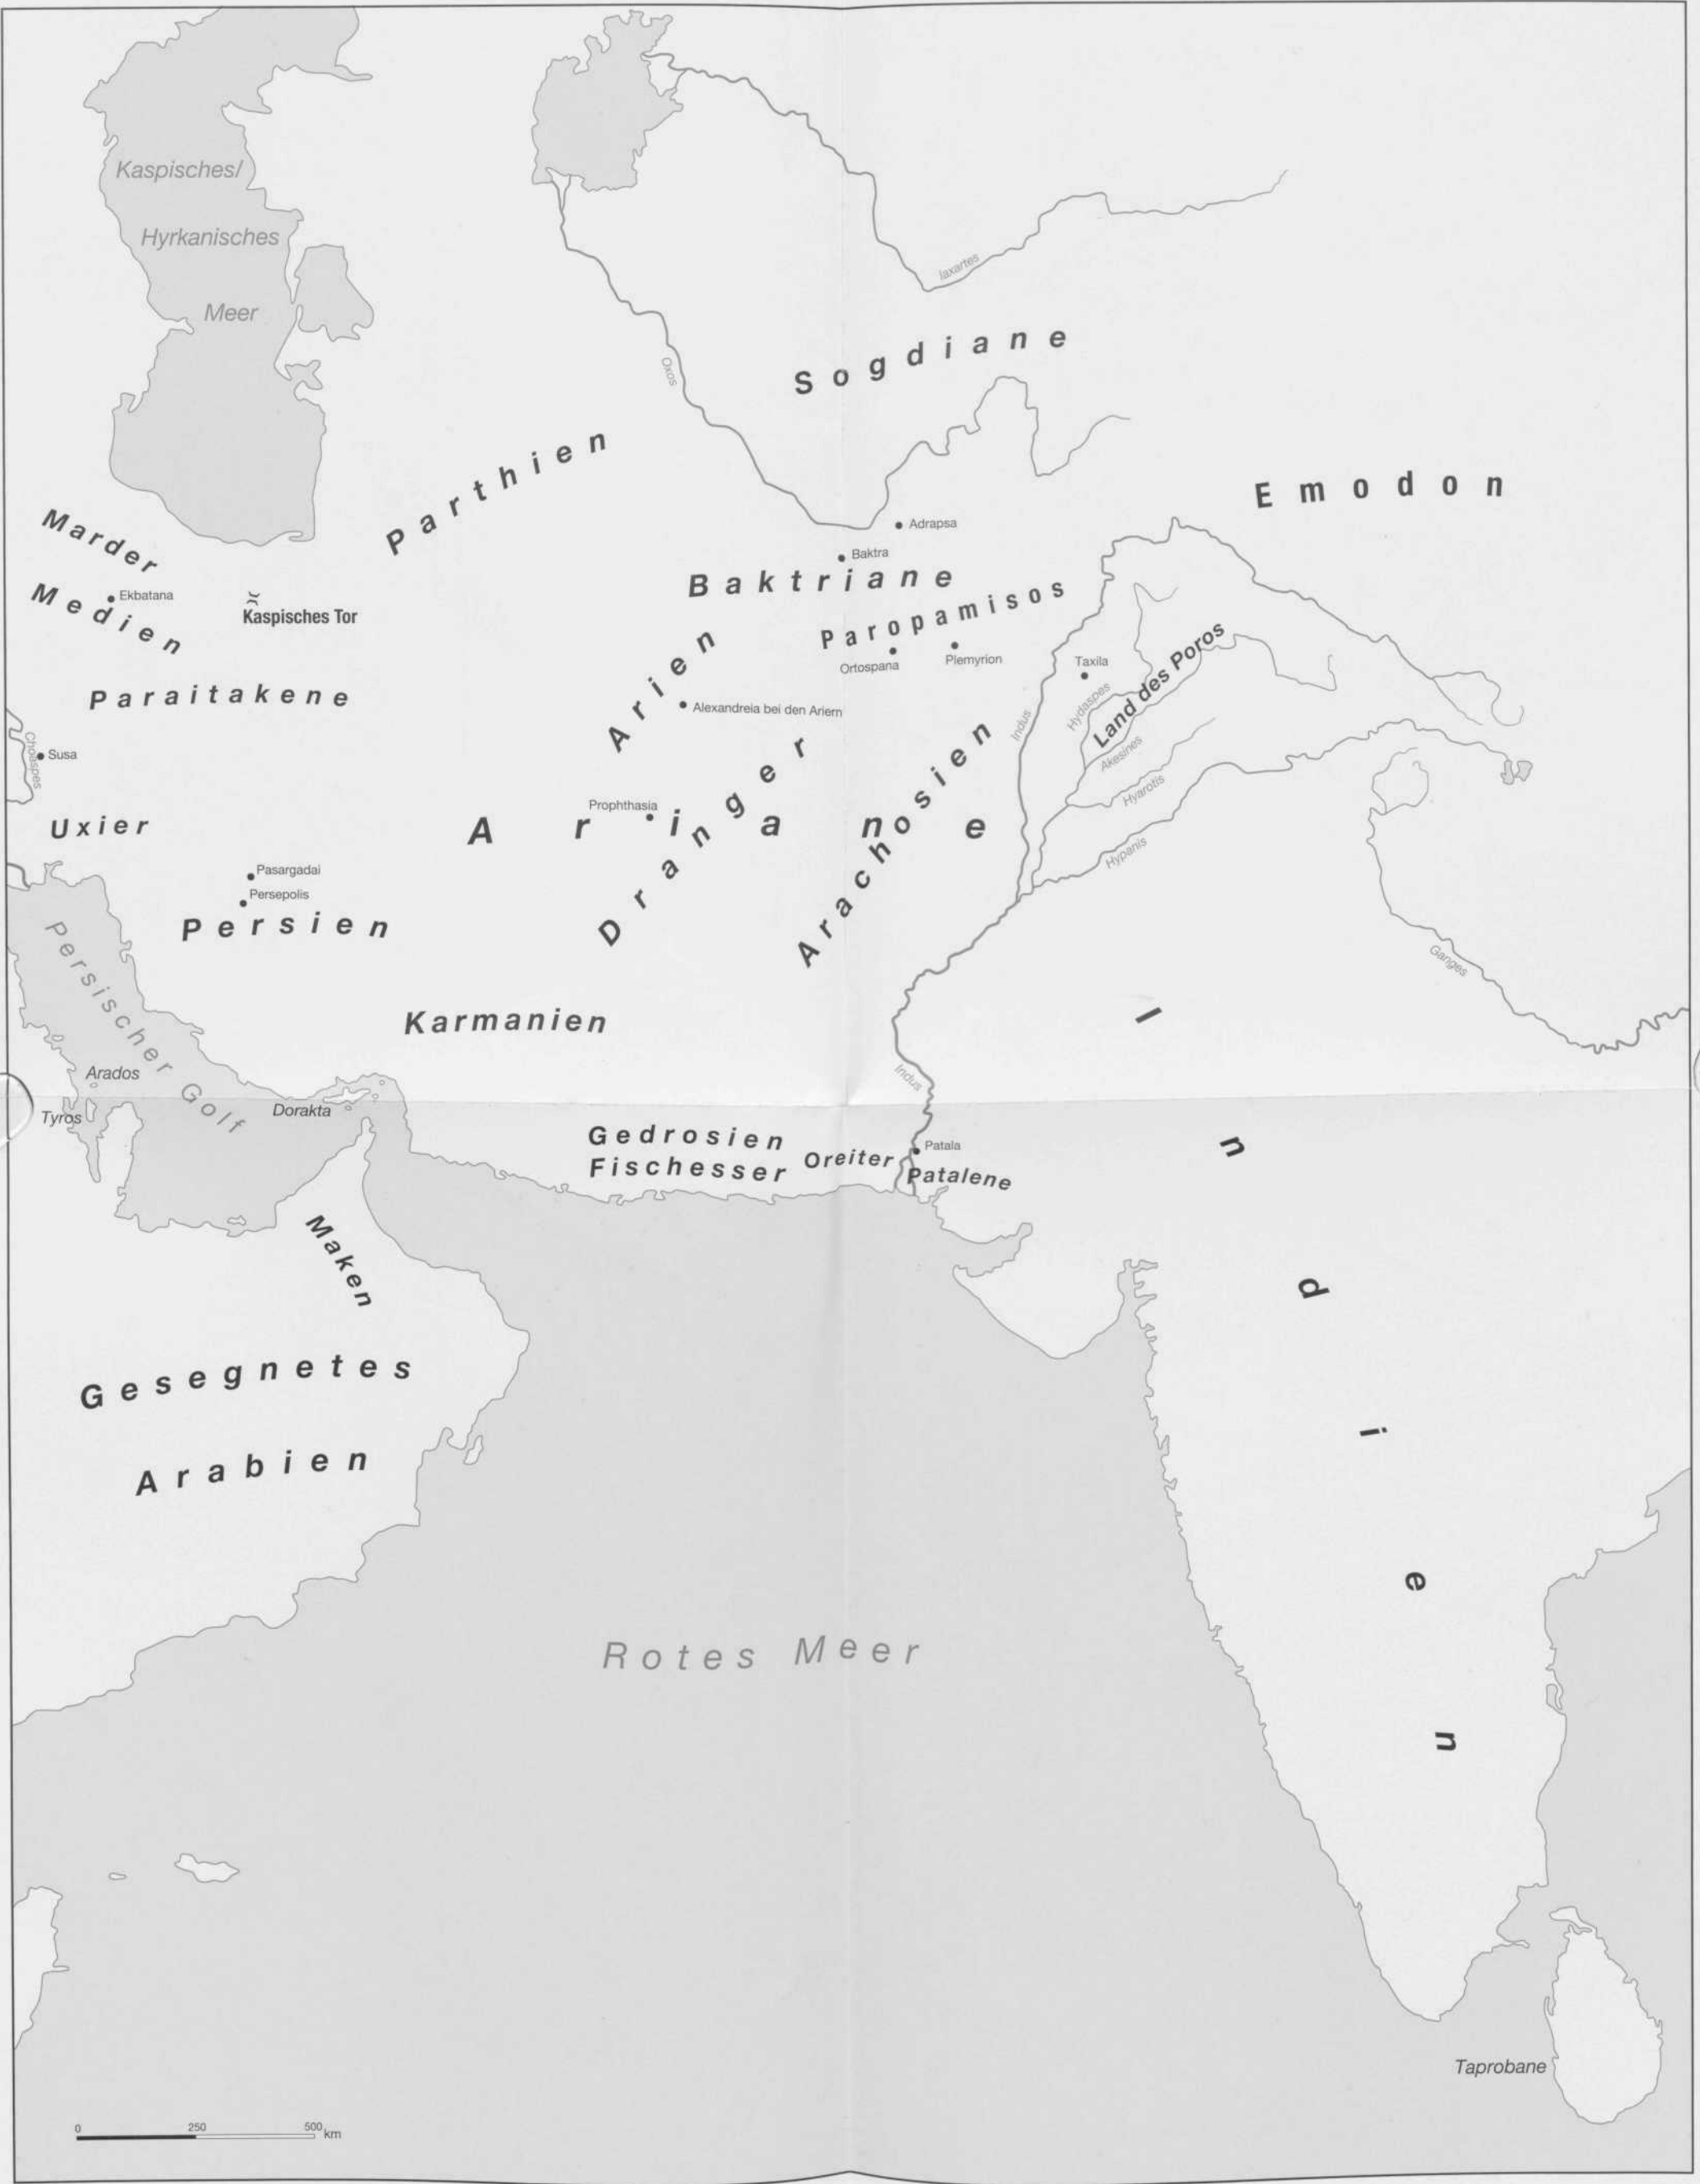 Kaspisches/
Hyrkanisches
Meer
Iaxartes
Oxos
Sogdiane
Parthien
Emodon
Marder
Adrapsa
Baktra
Baktriane
Medien
Ekbatana
Kaspisches Tor
Paropamisos
Ortospana
Plemyrion
Taxila
Land des Poros
Hydaspes
Akesines
Hyarotis
Hypanis
Indus
Paraitakene
Arien
Alexandreia bei den Ariern
Choaspes
Susa
Uxier
Prophthasia
Ariane
Dranger
Arachosien
Pasargadai
Persepolis
Persien
Ganges
Persischer Golf
Karmanien
Indien
Indus
Arados
Tyros
Dorakta
Gedrosien
Fischesser
Oreiter
Patala
Patalene
Maken
Gesegnetes
Arabien
Rotes Meer
Taprobane
0 250 500 km